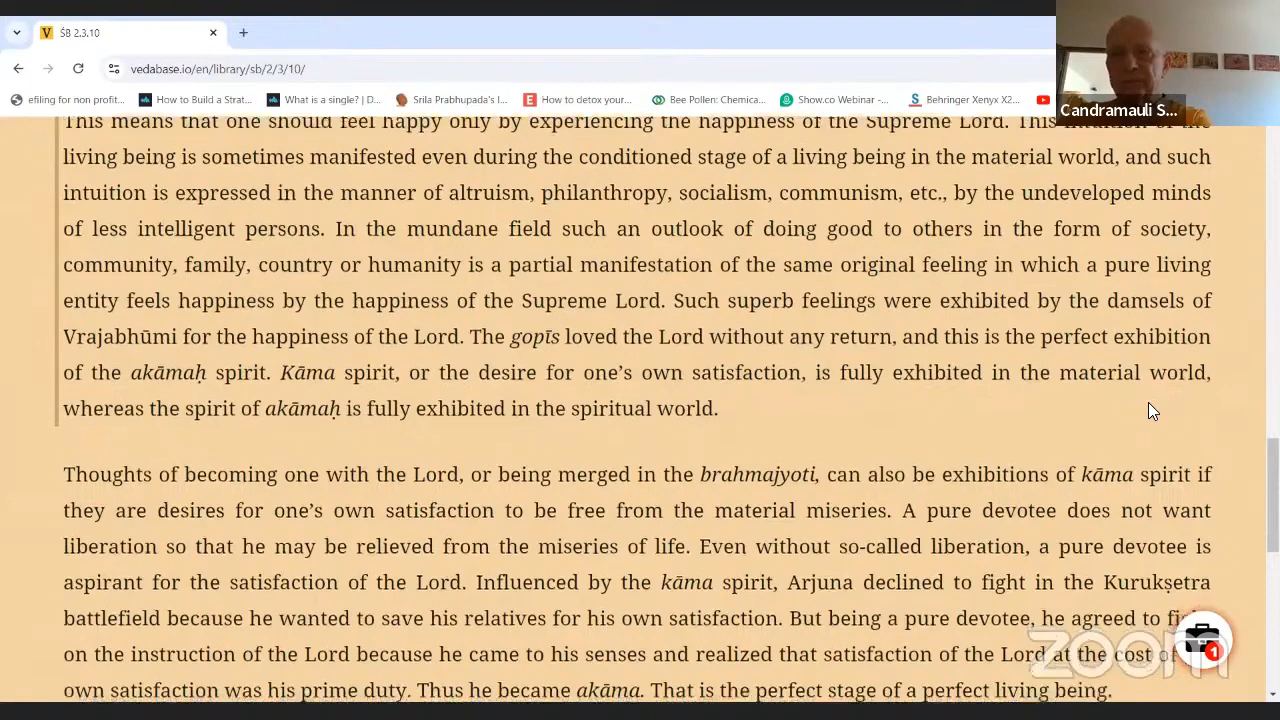 ŚB 2.3.10
vedabase.io/en/library/sb/2/3/10/
efiling for non profit... How to Build a Strat... What is a single? | D... Srila Prabhupada's l... How to detox your... Bee Pollen: Chemica... Show.co Webinar -... Behringer Xenyx X2...
Candramauli S...
This means that one should feel happy only by experiencing the happiness of the Supreme Lord. This
living being is sometimes manifested even during the conditioned stage of a living being in the material world, and such
intuition is expressed in the manner of altruism, philanthropy, socialism, communism, etc., by the undeveloped minds
of less intelligent persons. In the mundane field such an outlook of doing good to others in the form of society,
community, family, country or humanity is a partial manifestation of the same original feeling in which a pure living
entity feels happiness by the happiness of the Supreme Lord. Such superb feelings were exhibited by the damsels of
Vrajabhūmi for the happiness of the Lord. The gopīs loved the Lord without any return, and this is the perfect exhibition
of the akāmaḥ spirit. Kāma spirit, or the desire for one's own satisfaction, is fully exhibited in the material world,
whereas the spirit of akāmaḥ is fully exhibited in the spiritual world.
Thoughts of becoming one with the Lord, or being merged in the brahmajyoti, can also be exhibitions of kāma spirit if
they are desires for one's own satisfaction to be free from the material miseries. A pure devotee does not want
liberation so that he may be relieved from the miseries of life. Even without so-called liberation, a pure devotee is
aspirant for the satisfaction of the Lord. Influenced by the kāma spirit, Arjuna declined to fight in the Kurukṣetra
battlefield because he wanted to save his relatives for his own satisfaction. But being a pure devotee, he agreed to
on the instruction of the Lord because he came to his senses and realized that satisfaction of the Lord at the cost of
own satisfaction was his prime duty. Thus he became akāma. That is the perfect stage of a perfect living being.
1
zoom